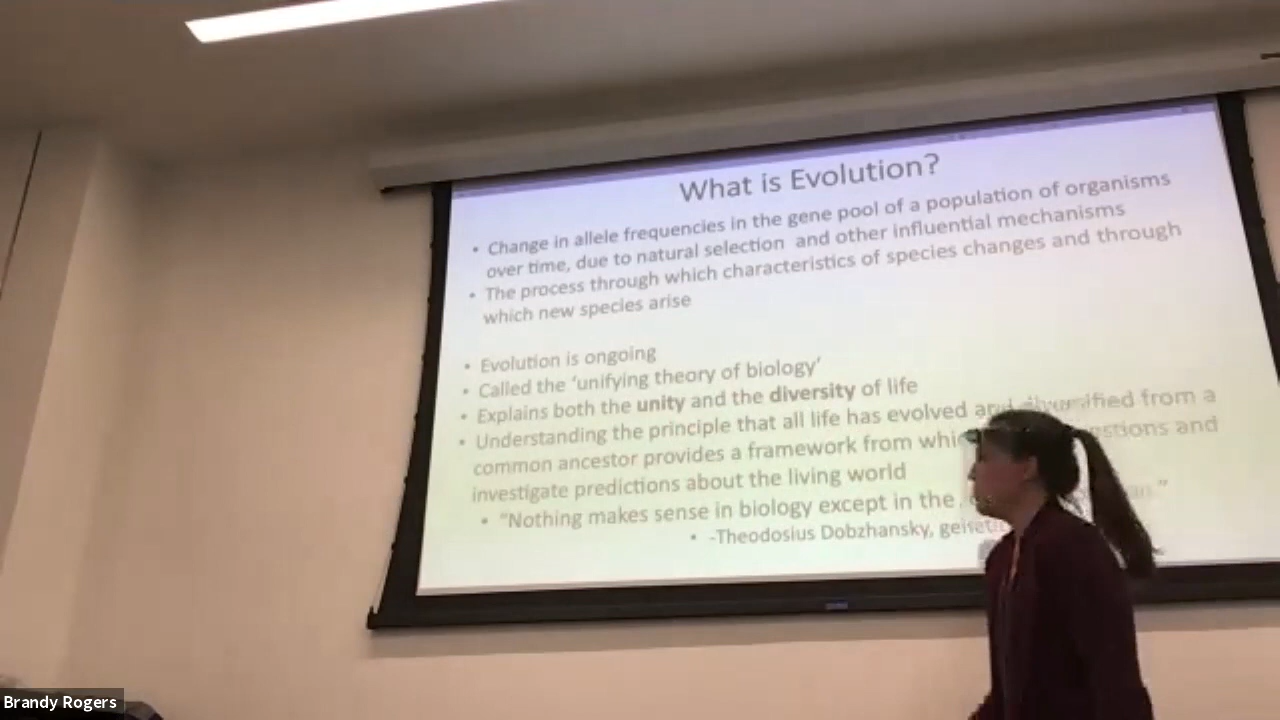 What is Evolution?
• Change in allele frequencies in the gene pool of a population of organisms
over time, due to natural selection and other influential mechanisms
• The process through which characteristics of species changes and through
which new species arise
• Evolution is ongoing
• Called the ‘unifying theory of biology’
• Explains both the unity and the diversity of life
• Understanding the principle that all life has evolved and diversified from a
common ancestor provides a framework from and
investigate predictions about the living world
• “Nothing makes sense in biology except in the ”
• -Theodosius Dobzhansky,
Brandy Rogers